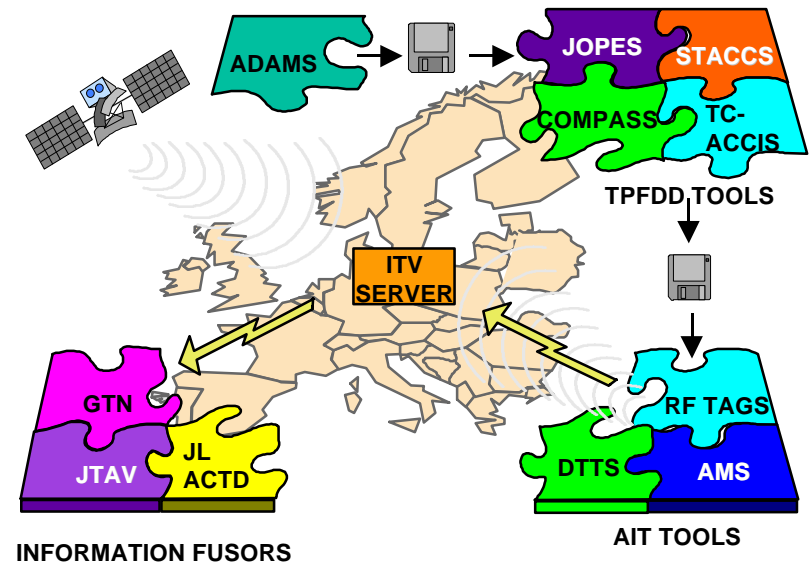 ADAMS
JOPES
STACCS
COMPASS
TC-
ACCIS
TPFDD TOOLS
ITV
SERVER
GTN
JTAV
JL
ACTD
INFORMATION FUSORS
RF TAGS
DTTS
AMS
AIT TOOLS